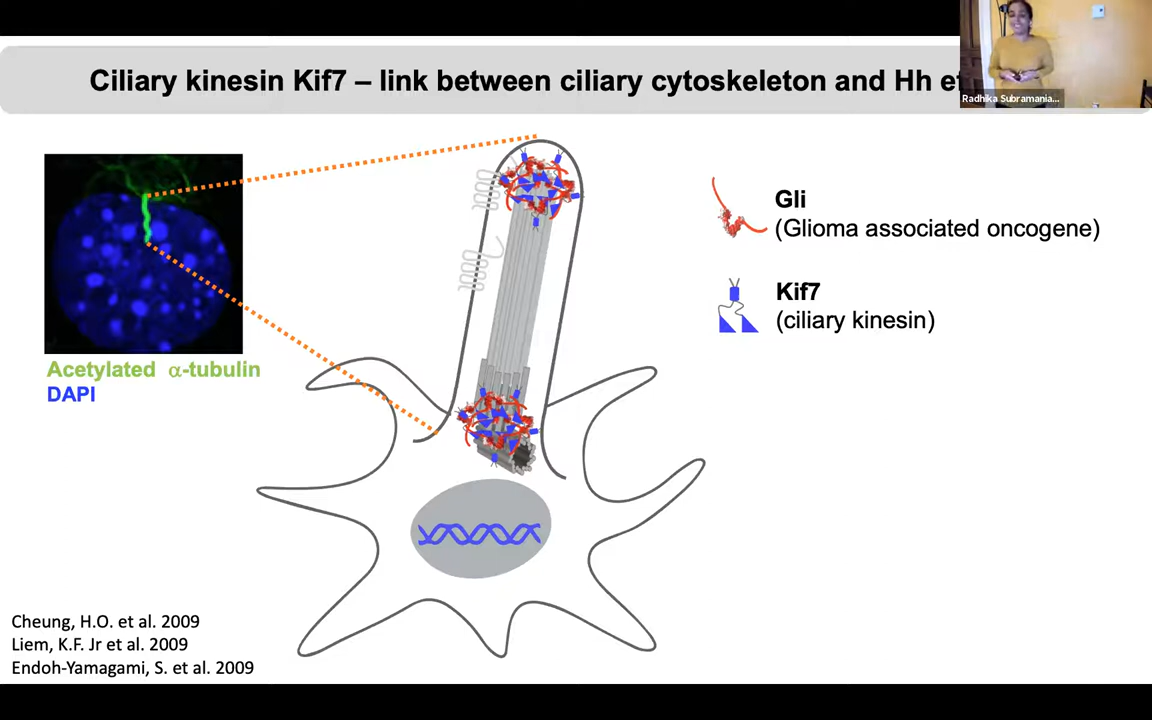 Ciliary kinesin Kif7 – link between ciliary cytoskeleton and Hh
Radhika Subramania...
Gli
(Glioma associated oncogene)
Kif7
(ciliary kinesin)
Acetylated α-tubulin
DAPI
Cheung, H.O. et al. 2009
Liem, K.F. Jr et al. 2009
Endoh-Yamagami, S. et al. 2009